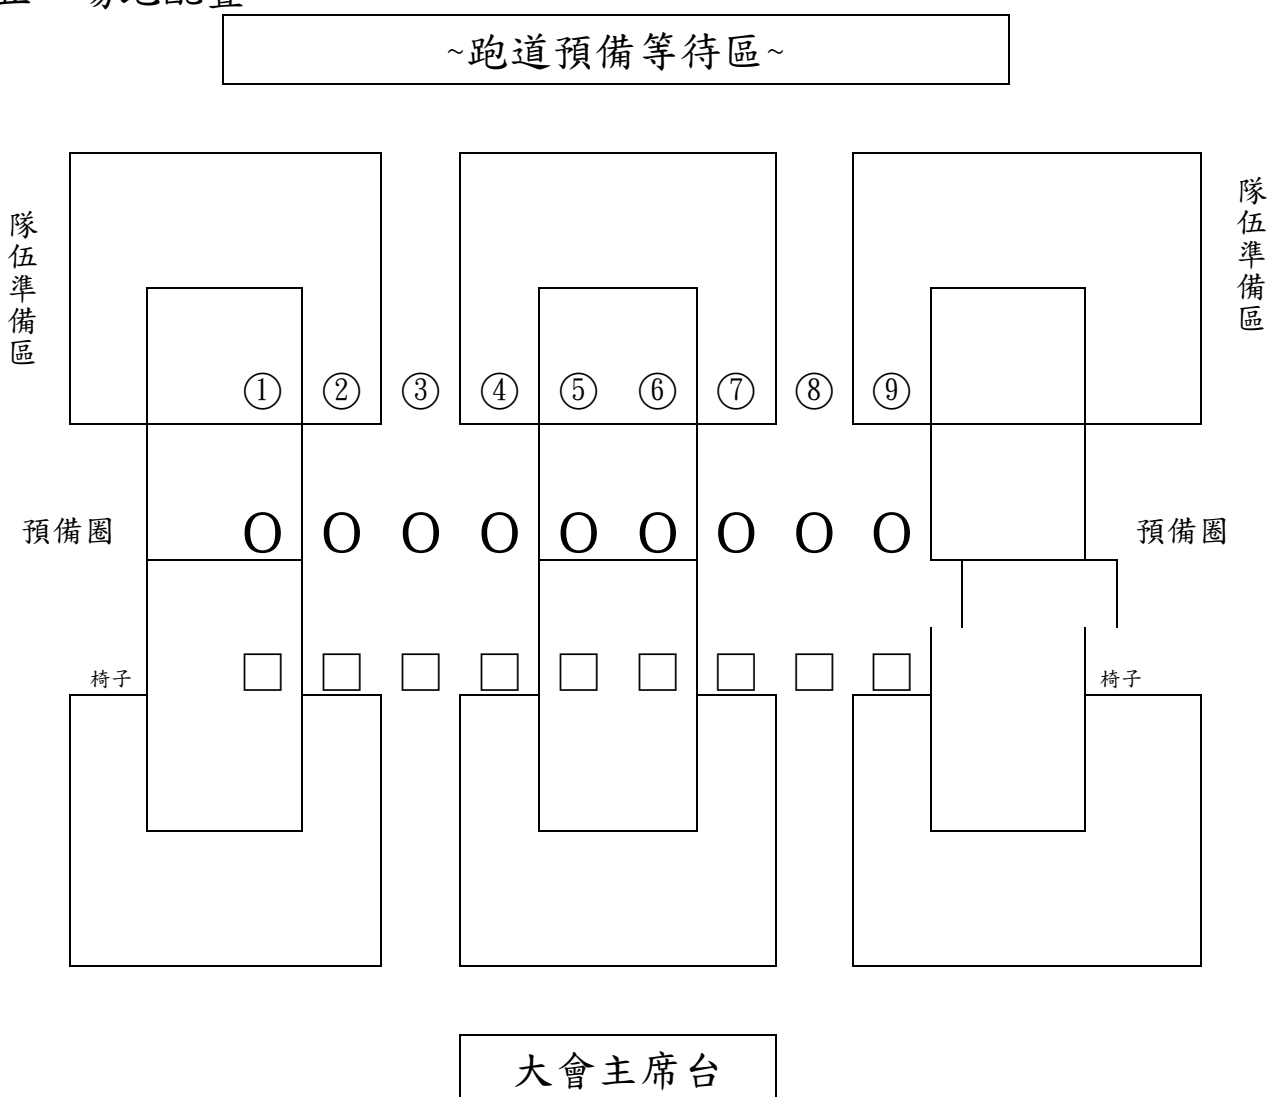 ~跑道預備等待區~
隊伍準備區
隊伍準備區
① ② ③ ④ ⑤ ⑥ ⑦ ⑧ ⑨
預備圈 O O O O O O O O O 預備圈
椅子 □ □ □ □ □ □ □ □ □ 椅子
大會主席台